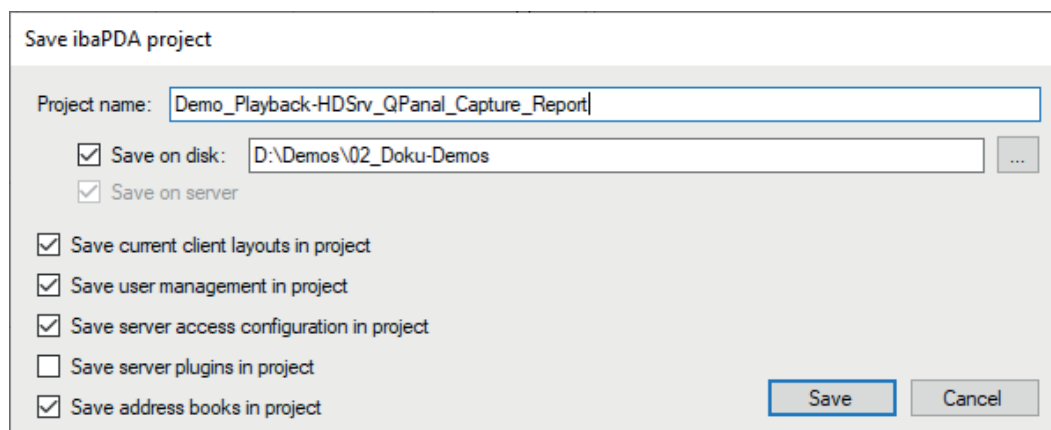 Save ibaPDA project
Project name: Demo_Playback-HDSrv_QPanal_Capture_Report
Save on disk: D:\Demos\02_Doku-Demos ...
Save on server
Save current client layouts in project
Save user management in project
Save server access configuration in project
Save server plugins in project
Save address books in project
Save Cancel